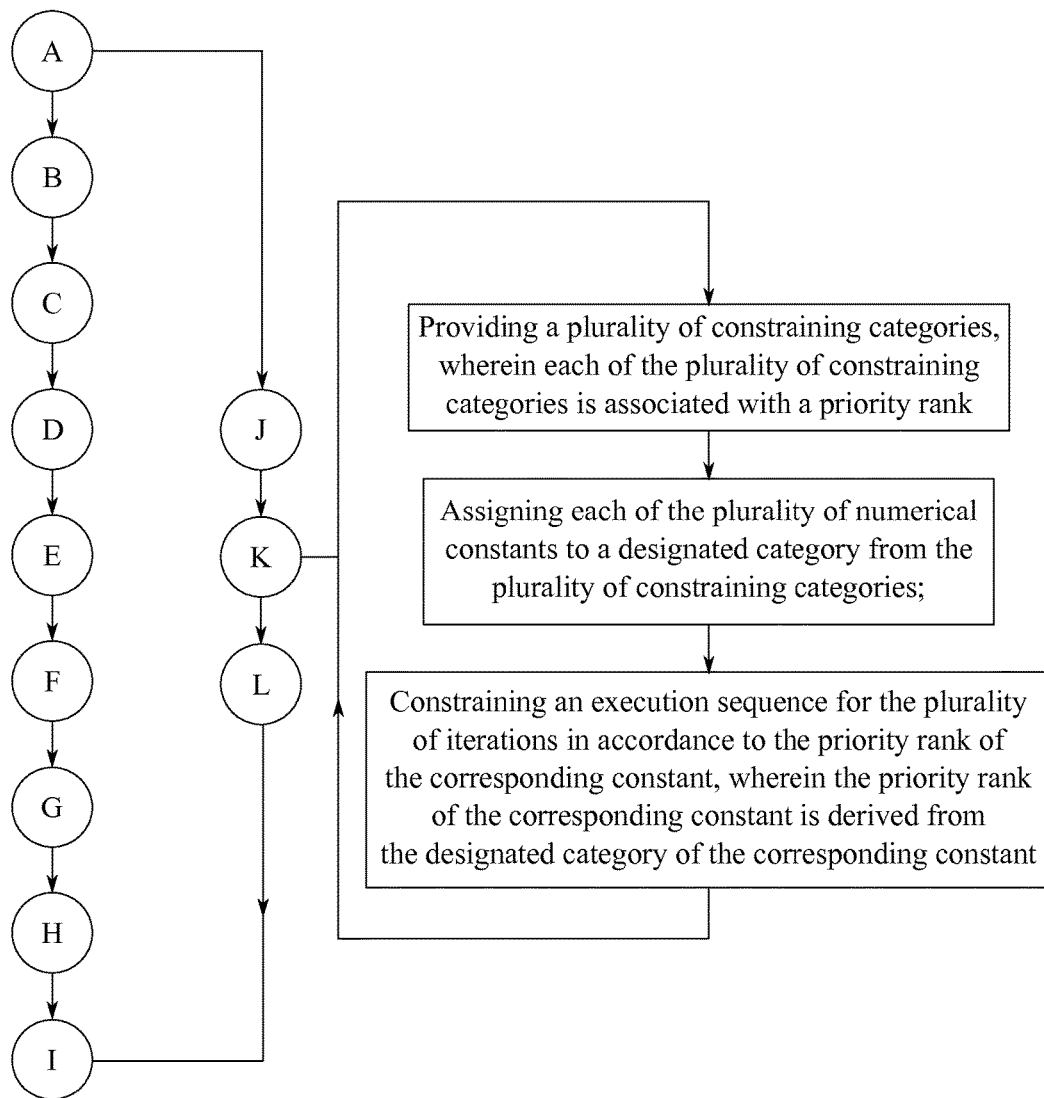 A
B
C
D
E
F
G
H
I
J
K
L
Providing a plurality of constraining categories,
wherein each of the plurality of constraining
categories is associated with a priority rank
Assigning each of the plurality of numerical
constants to a designated category from the
plurality of constraining categories;
Constraining an execution sequence for the plurality
of iterations in accordance to the priority rank of
the corresponding constant, wherein the priority rank
of the corresponding constant is derived from
the designated category of the corresponding constant